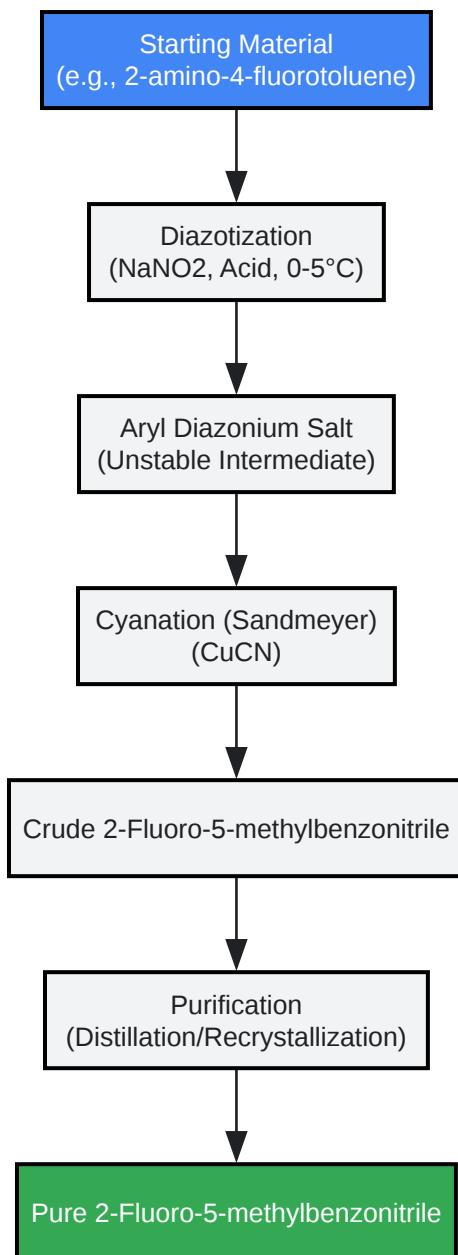 Starting Material
(e.g., 2-amino-4-fluorotoluene)
Diazotization
(NaNO2, Acid, 0-5°C)
Aryl Diazonium Salt
(Unstable Intermediate)
Cyanation (Sandmeyer)
(CuCN)
Crude 2-Fluoro-5-methylbenzonitrile
Purification
(Distillation/Recrystallization)
Pure 2-Fluoro-5-methylbenzonitrile